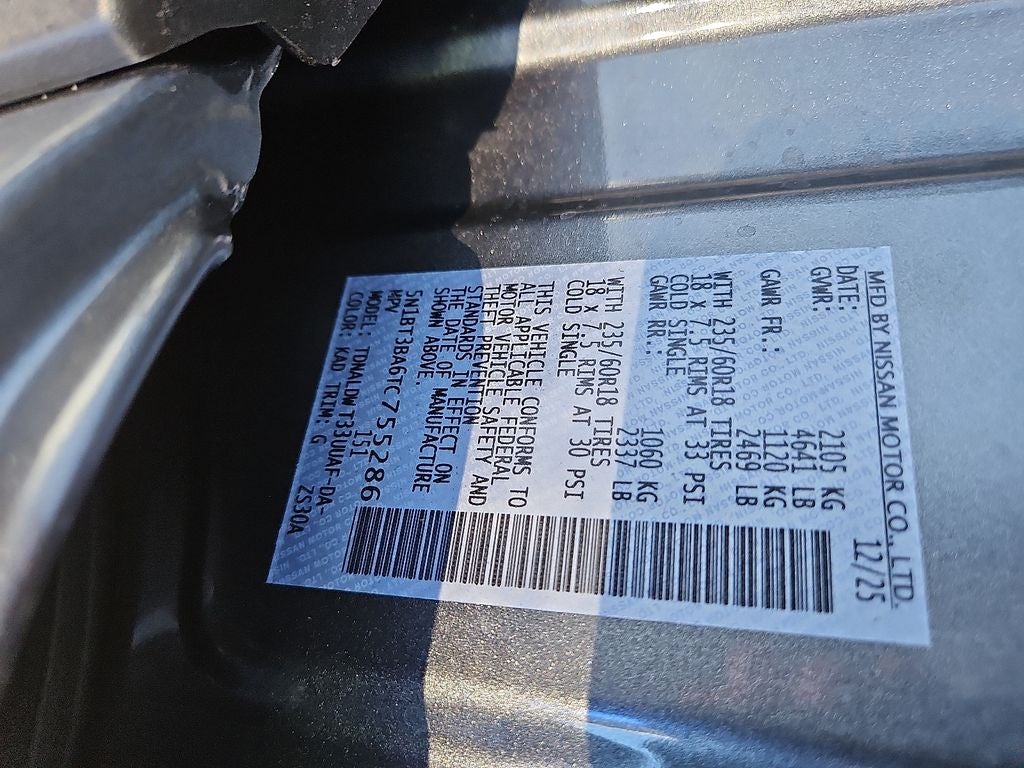 MFD BY NISSAN MOTOR CO., LTD.
DATE: 12/25
GVWR: 2105 KG
4641 LB
GAWR FR.: 1120 KG
2469 LB
WITH 235/60R18 TIRES
18 X 7.5 RIMS AT 33 PSI
COLD SINGLE
GAWR RR.: 1060 KG
2337 LB
WITH 235/60R18 TIRES
18 X 7.5 RIMS AT 30 PSI
COLD SINGLE
THIS VEHICLE CONFORMS TO
ALL APPLICABLE FEDERAL
MOTOR VEHICLE SAFETY AND
THEFT PREVENTION
STANDARDS IN EFFECT ON
THE DATE OF MANUFACTURE
SHOWN ABOVE.
5N1BT3BA6TC755286
MPV 1SI
MODEL: TDWALDWT33UWAF-DA-
COLOR: KAD TRIM: G ZSD30A